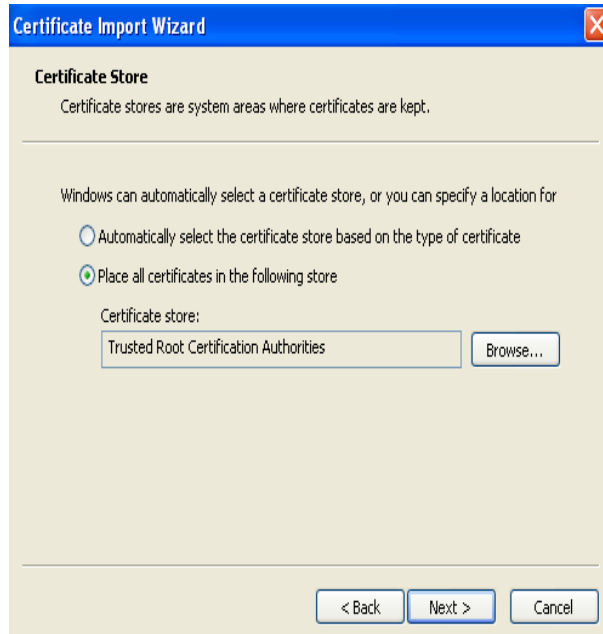 Certificate Import Wizard
Certificate Store
Certificate stores are system areas where certificates are kept.
Windows can automatically select a certificate store, or you can specify a location for
Automatically select the certificate store based on the type of certificate
Place all certificates in the following store
Certificate store:
Trusted Root Certification Authorities
Browse...
< Back
Next >
Cancel